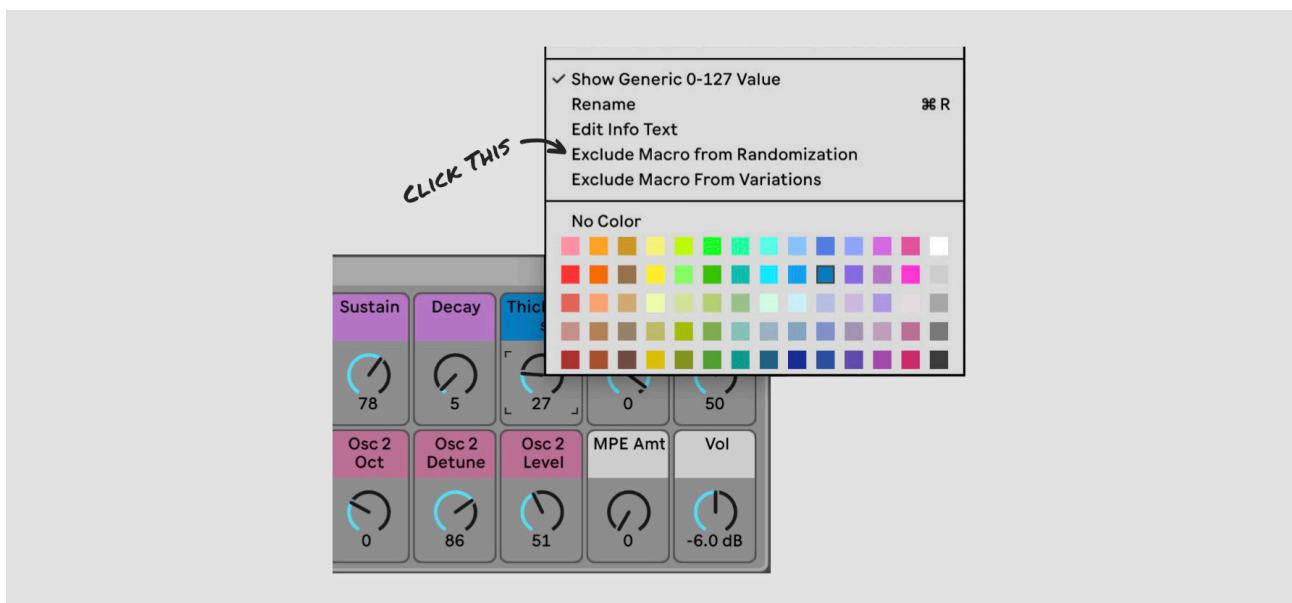 ✓ Show Generic 0-127 Value
Rename ⌘ R
Edit Info Text
CLICK THIS
Exclude Macro from Randomization
Exclude Macro From Variations
No Color
Sustain
Decay
78
5
27
0
50
Osc 2
Oct
Osc 2
Detune
Osc 2
Level
MPE Amt
Vol
0
86
51
0
-6.0 dB